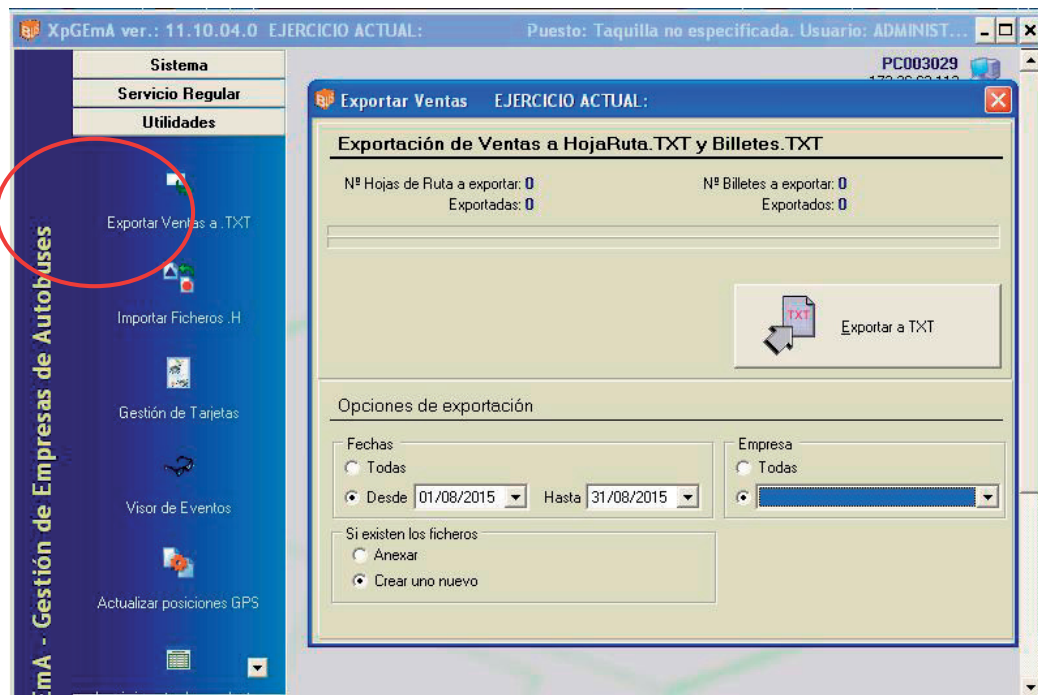 XpGEmA ver.: 11.10.04.0 EJERCICIO ACTUAL: Puesto: Taquilla no especificada. Usuario: ADMINIST...
Sistema
Servicio Regular
Utilidades
Exportar Ventas a .TXT
Importar Ficheros .H
Gestión de Tarjetas
Visor de Eventos
Actualizar posiciones GPS
EmA - Gestión de Empresas de Autobuses
PC003029
Exportar Ventas EJERCICIO ACTUAL:
Exportación de Ventas a HojaRuta.TXT y Billetes.TXT
Nº Hojas de Ruta a exportar: 0 Nº Billetes a exportar: 0
Exportadas: 0 Exportados: 0
TXT
Exportar a TXT
Opciones de exportación
Fechas
Todas
Desde 01/08/2015 Hasta 31/08/2015
Empresa
Todas
Si existen los ficheros
Anexar
Crear uno nuevo